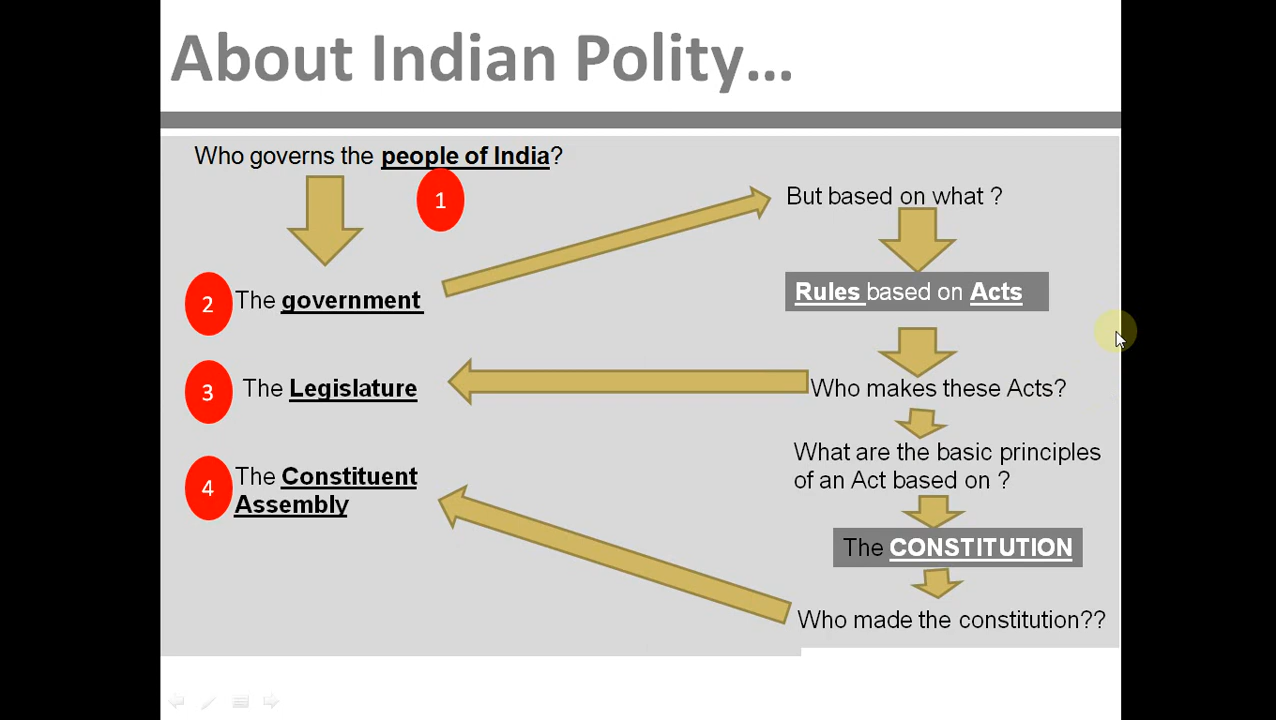 About Indian Polity...
Who governs the people of India?
1
But based on what ?
2
The government
Rules based on Acts
3
The Legislature
Who makes these Acts?
What are the basic principles
of an Act based on ?
4
The Constituent
Assembly
The CONSTITUTION
Who made the constitution??